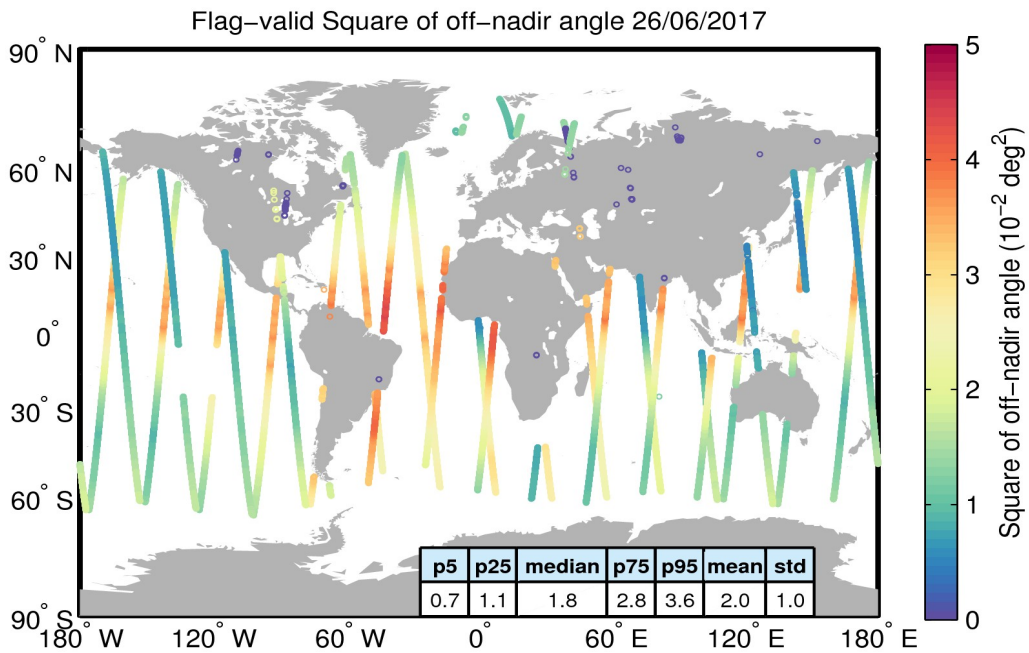 Flag−valid Square of off−nadir angle 26/06/2017
90° N
60° N
30° N
0°
30° S
60° S
90° S
180° W
120° W
60° W
0°
60° E
120° E
180° E
p5 p25 median p75 p95 mean std
0.7 1.1 1.8 2.8 3.6 2.0 1.0
5
4
3
2
1
0
Square of off−nadir angle (10⁻² deg²)